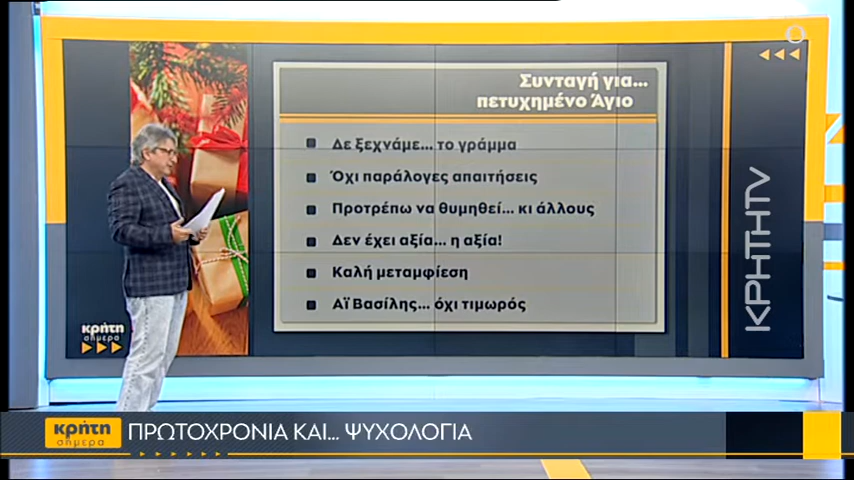 Συνταγή για...
πετυχημένο Άγιο
Δε ξεχνάμε... το γράμμα
Όχι παράλογες απαιτήσεις
Προτρέπω να θυμηθεί... κι άλλους
Δεν έχει αξία... η αξία!
Καλή μεταμφίεση
Αϊ Βασίλης... όχι τιμωρός
ΚΡΗΤΗTV
κρήτη
σήμερα
κρήτη
σήμερα
ΠΡΩΤΟΧΡΟΝΙΑ ΚΑΙ... ΨΥΧΟΛΟΓΙΑ